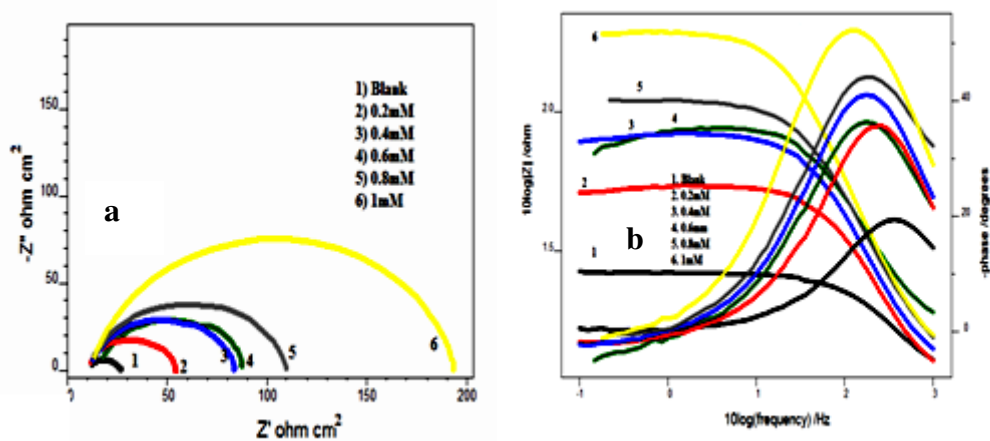 a
-Z" ohm cm²
150
100
50
0
1) Blank
2) 0.2mM
3) 0.4mM
4) 0.6mM
5) 0.8mM
6) 1mM
1
2
3
4
5
6
0
50
100
150
200
Z' ohm cm²
b
10log|Z| /ohm
2.0
1.5
6
5
3
4
2
1
1. Blank
2. 0.2mM
3. 0.4mM
4. 0.6mm
5. 0.8mM
6. 1mM
40
20
0
-phase /degrees
-1
0
1
2
3
10log(frequency) /Hz